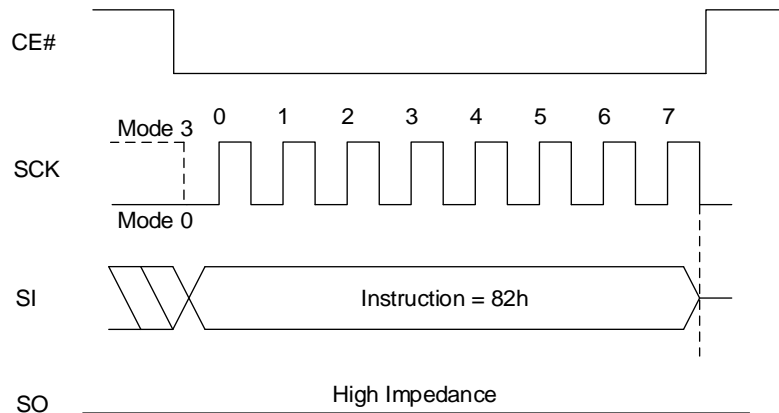 CE#
0 1 2 3 4 5 6 7
Mode 3
SCK
Mode 0
SI
Instruction = 82h
High Impedance
SO